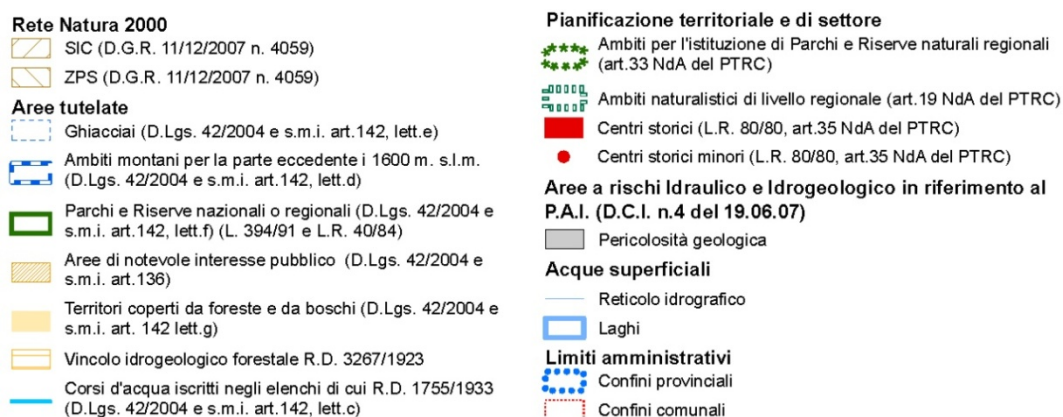 Rete Natura 2000
SIC (D.G.R. 11/12/2007 n. 4059)
ZPS (D.G.R. 11/12/2007 n. 4059)
Aree tutelate
Ghiacciai (D.Lgs. 42/2004 e s.m.i. art.142, lett.e)
Ambiti montani per la parte eccedente i 1600 m. s.l.m.
(D.Lgs. 42/2004 e s.m.i. art.142, lett.d)
Parchi e Riserve nazionali o regionali (D.Lgs. 42/2004 e
s.m.i. art.142, lett.f) (L. 394/91 e L.R. 40/84)
Aree di notevole interesse pubblico (D.Lgs. 42/2004 e
s.m.i. art.136)
Territori coperti da foreste e da boschi (D.Lgs. 42/2004 e
s.m.i. art. 142 lett.g)
Vincolo idrogeologico forestale R.D. 3267/1923
Corsi d'acqua iscritti negli elenchi di cui R.D. 1755/1933
(D.Lgs. 42/2004 e s.m.i. art.142, lett.c)
Pianificazione territoriale e di settore
Ambiti per l'istituzione di Parchi e Riserve naturali regionali
(art.33 NdA del PTRC)
Ambiti naturalistici di livello regionale (art.19 NdA del PTRC)
Centri storici (L.R. 80/80, art.35 NdA del PTRC)
Centri storici minori (L.R. 80/80, art.35 NdA del PTRC)
Aree a rischi Idraulico e Idrogeologico in riferimento al
P.A.I. (D.C.I. n.4 del 19.06.07)
Pericolosità geologica
Acque superficiali
Reticolo idrografico
Laghi
Limiti amministrativi
Confini provinciali
Confini comunali